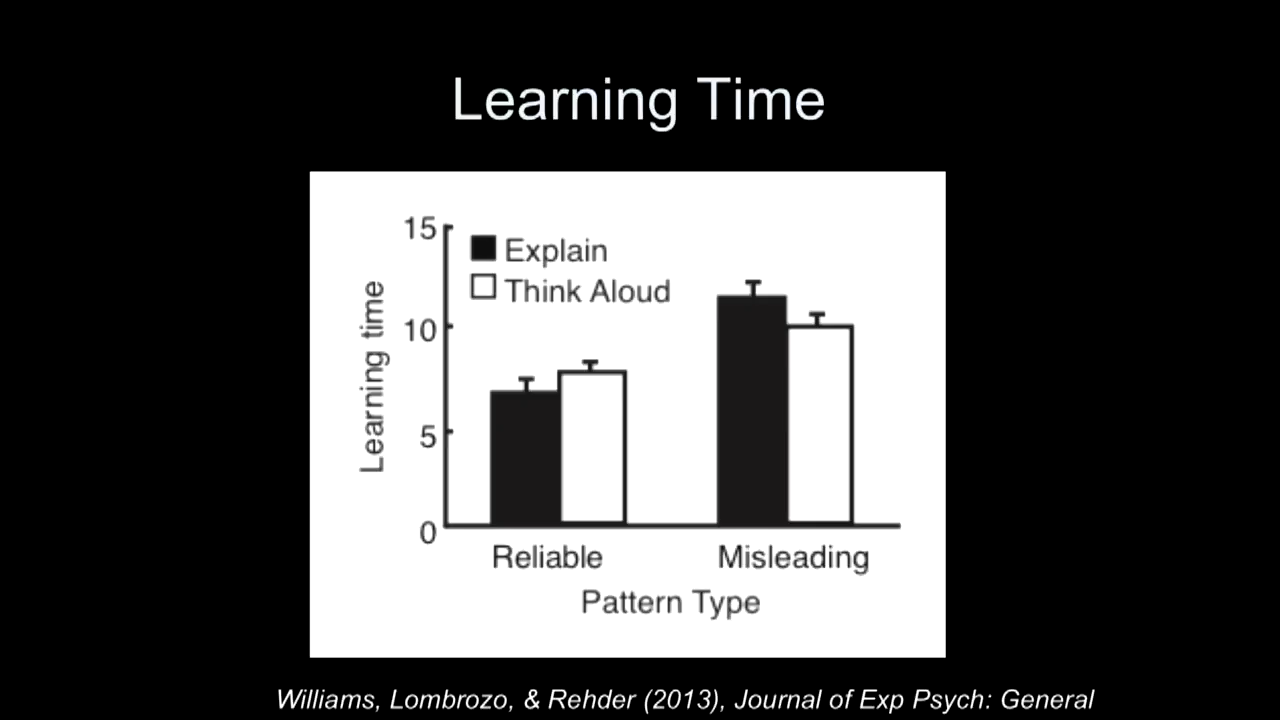 Learning Time
15
Explain
Think Aloud
10
5
0
Learning time
Reliable Misleading
Pattern Type
Williams, Lombrozo, & Rehder (2013), Journal of Exp Psych: General